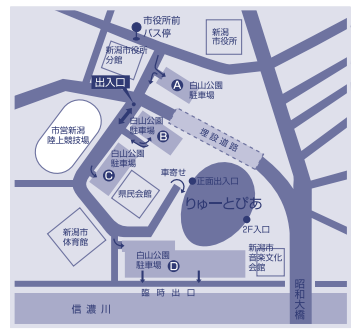 市役所前
バス停
新潟
市役所
新潟市役所
分館
出入口
A
白山公園
駐車場
市営新潟
陸上競技場
白山公園
駐車場
B
埋設道路
白山公園
駐車場
C
車寄せ
正面出入口
県民会館
りゅーとぴあ
2F入口
新潟市
体育館
新潟市
音楽文化
会館
白山公園
駐車場
D
臨時出口
昭和大橋
信濃川